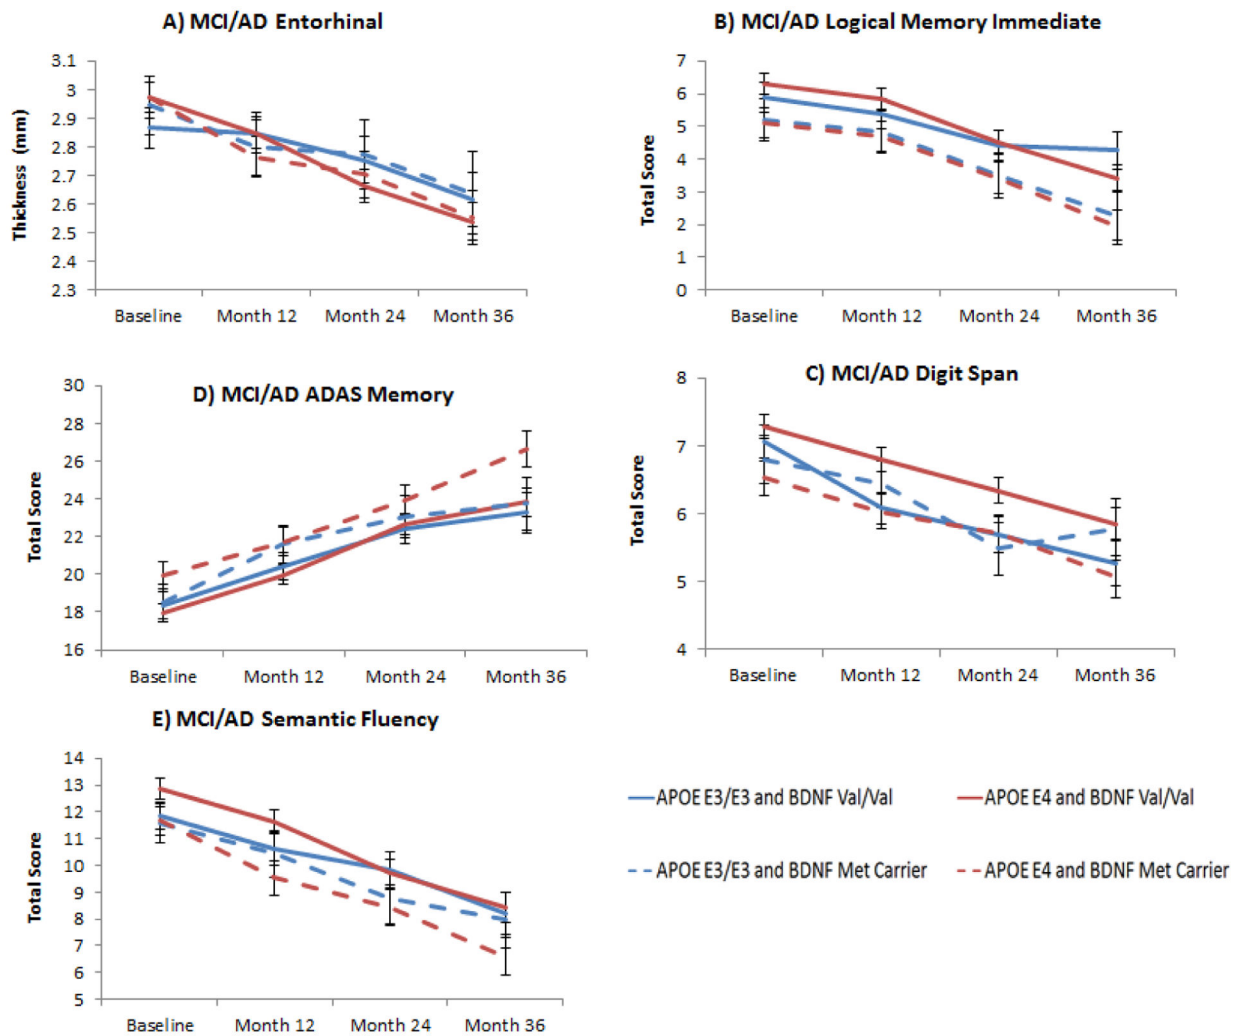 A) MCI/AD Entorhinal
Thickness (mm)
3.1
3
2.9
2.8
2.7
2.6
2.5
2.4
2.3
Baseline Month 12 Month 24 Month 36
B) MCI/AD Logical Memory Immediate
Total Score
7
6
5
4
3
2
1
0
Baseline Month 12 Month 24 Month 36
D) MCI/AD ADAS Memory
Total Score
30
28
26
24
22
20
18
16
Baseline Month 12 Month 24 Month 36
C) MCI/AD Digit Span
Total Score
8
7
6
5
4
Baseline Month 12 Month 24 Month 36
E) MCI/AD Semantic Fluency
Total Score
14
13
12
11
10
9
8
7
6
5
Baseline Month 12 Month 24 Month 36
APOE E3/E3 and BDNF Val/Val
APOE E4 and BDNF Val/Val
APOE E3/E3 and BDNF Met Carrier
APOE E4 and BDNF Met Carrier